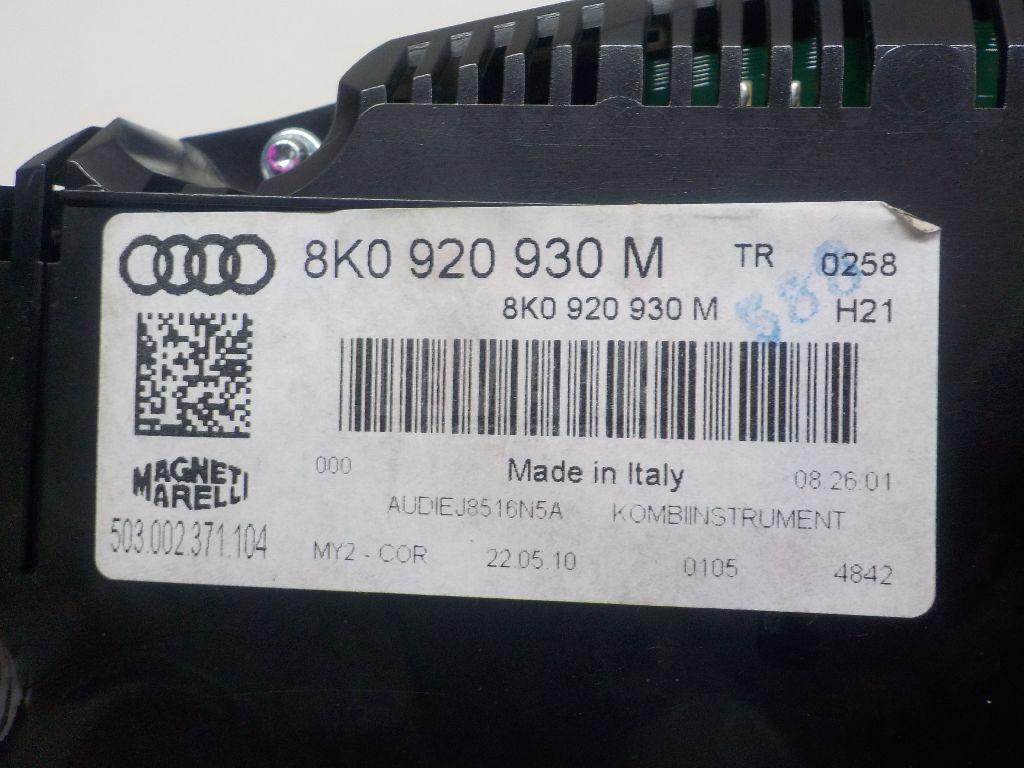 8K0 920 930 M TR 0258
8K0 920 930 M H21
588
000 Made in Italy 08.26.01
MAGNETI
MARELLI
AUDIEJ8516N5A KOMBIINSTRUMENT
503.002.371.104
MY2 - COR 22.05.10 0105 4842